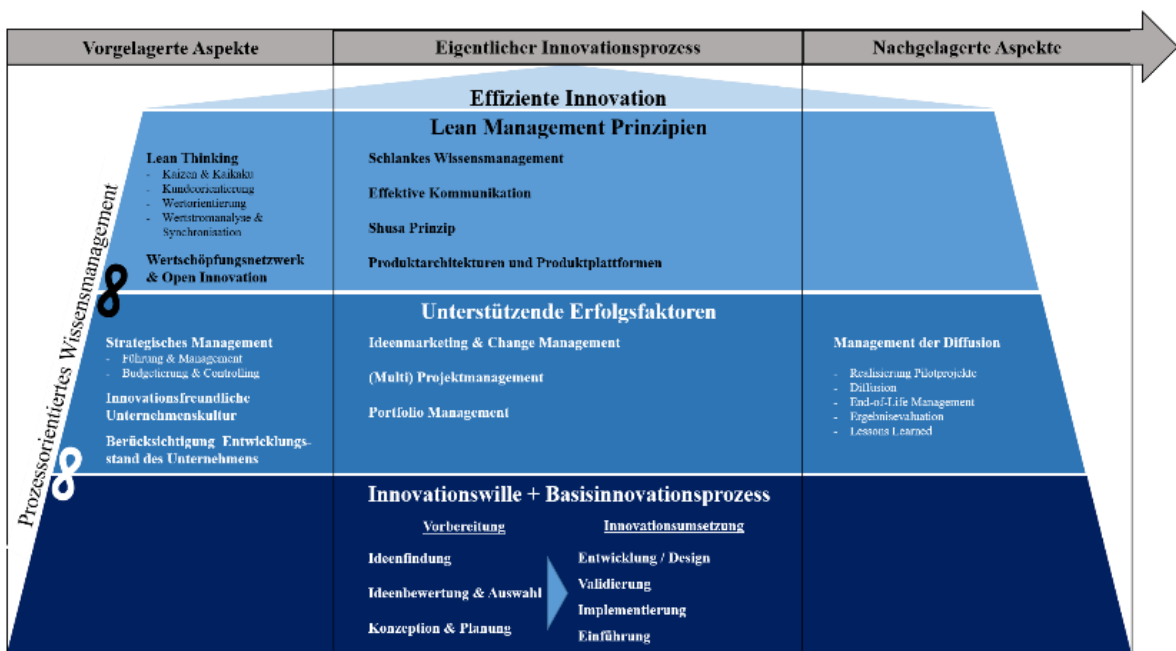 Vorgelagerte Aspekte
Eigentlicher Innovationsprozess
Nachgelagerte Aspekte
Effiziente Innovation
Lean Management Prinzipien
Lean Thinking
- Kaizen & Kaikaku
- Kundeorientierung
- Wertorientierung
- Wertstromanalyse &
Synchronisation
Wertschöpfungsnetzwerk
& Open Innovation
Schlankes Wissensmanagement
Effektive Kommunikation
Shusa Prinzip
Produktarchitekturen und Produktplattformen
Prozessorientiertes Wissensmanagement
8
8
Unterstützende Erfolgsfaktoren
Strategisches Management
- Führung & Management
- Budgetierung & Controlling
Innovationsfreundliche
Unternehmenskultur
Berücksichtigung Entwicklungs-
stand des Unternehmens
Ideenmarketing & Change Management
(Multi) Projektmanagement
Portfolio Management
Management der Diffusion
- Realisierung Pilotprojekte
- Diffusion
- End-of-Life Management
- Ergebnisevaluation
- Lessons Learned
Innovationswille + Basisinnovationsprozess
Vorbereitung
Ideenfindung
Ideenbewertung & Auswahl
Konzeption & Planung
Innovationsumsetzung
Entwicklung / Design
Validierung
Implementierung
Einführung